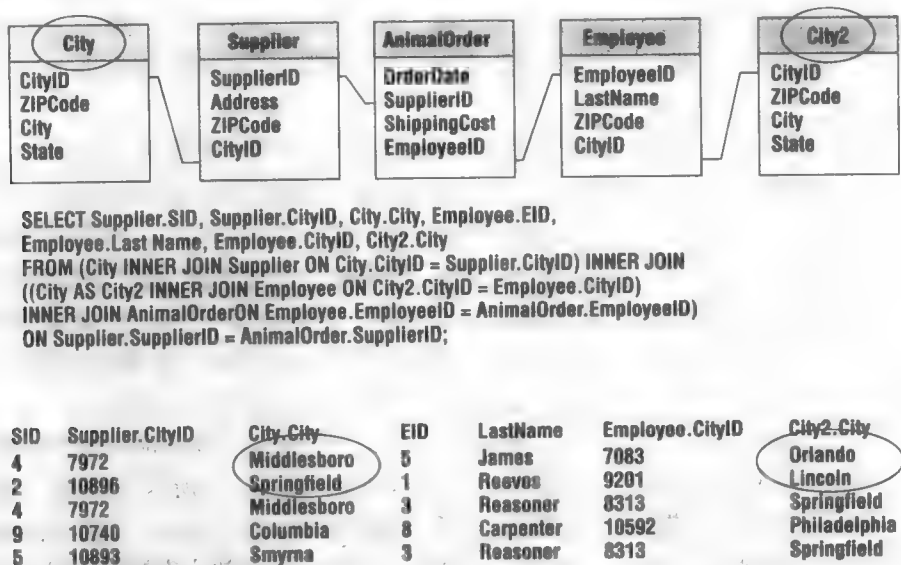 City Supplier AnimalOrder Employee City2
CityID SupplierID OrderDate EmployeeID CityID
ZIPCode Address SupplierID LastName ZIPCode
City ZIPCode ShippingCost ZIPCode City
State CityID EmployeeID CityID State
SELECT Supplier.SID, Supplier.CityID, City.City, Employee.EID,
Employee.Last Name, Employee.CityID, City2.City
FROM (City INNER JOIN Supplier ON City.CityID = Supplier.CityID) INNER JOIN
((City AS City2 INNER JOIN Employee ON City2.CityID = Employee.CityID)
INNER JOIN AnimalOrderON Employee.EmployeeID = AnimalOrder.EmployeeID)
ON Supplier.SupplierID = AnimalOrder.SupplierID;
SID Supplier.CityID City.City EID LastName Employee.CityID City2.City
4 7972 Middlesboro 5 James 7083 Orlando
2 10896 Springfield 1 Reeves 9201 Lincoln
4 7972 Middlesboro 3 Reasoner 8313 Springfield
9 10740 Columbia 8 Carpenter 10592 Philadelphia
5 10893 Smyrna 3 Reasoner 8313 Springfield